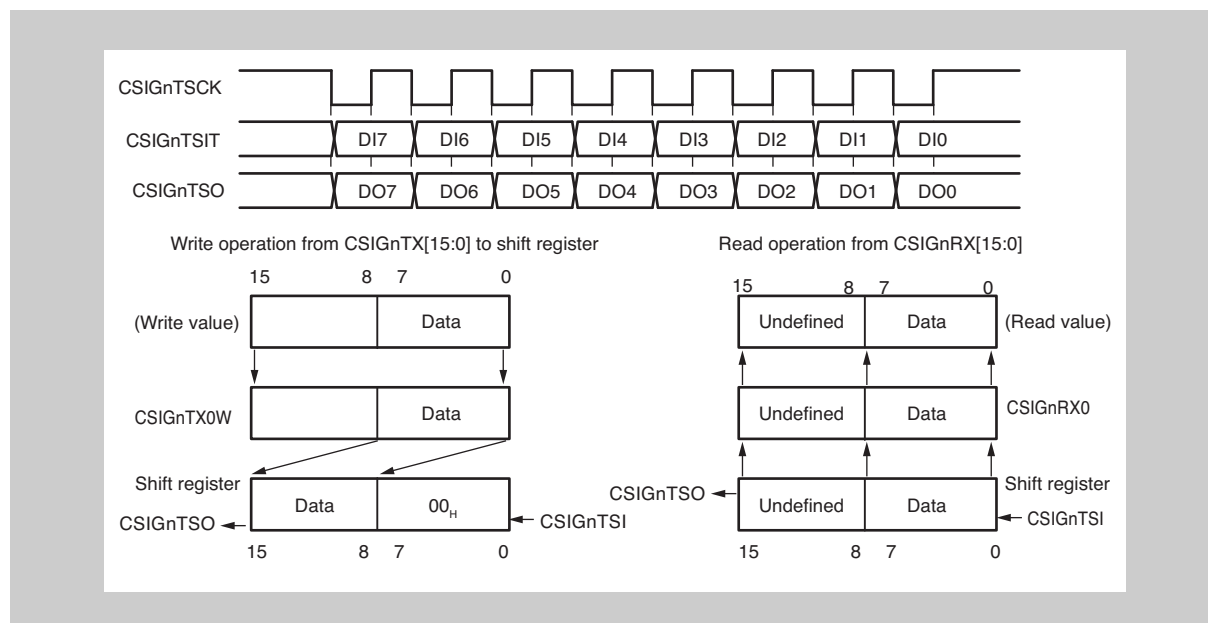 CSIGnTSCK
CSIGnTSIT DI7 DI6 DI5 DI4 DI3 DI2 DI1 DI0
CSIGnTSO DO7 DO6 DO5 DO4 DO3 DO2 DO1 DO0
Write operation from CSIGnTX[15:0] to shift register
15 8 7 0
(Write value) Data
CSIGnTX0W Data
Shift register
Data 00H
CSIGnTSO CSIGnTSI
15 8 7 0
Read operation from CSIGnRX[15:0]
15 8 7 0
Undefined Data (Read value)
Undefined Data CSIGnRX0
Shift register
CSIGnTSO Undefined Data
CSIGnTSI
15 8 7 0